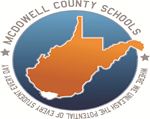 MCDOWELL COUNTY SCHOOLS
WHERE WE UNLEASH THE POTENTIAL OF EVERY STUDENT EVERY DAY